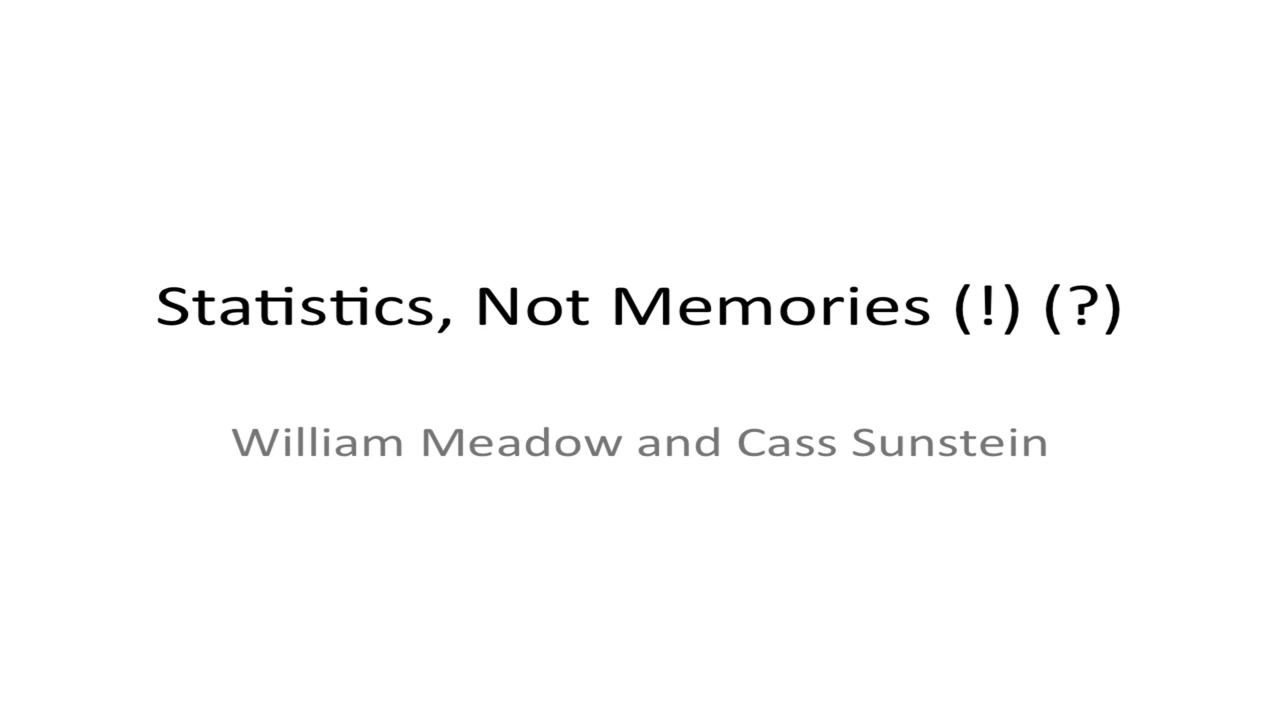 Statistics, Not Memories (!) (?)
William Meadow and Cass Sunstein